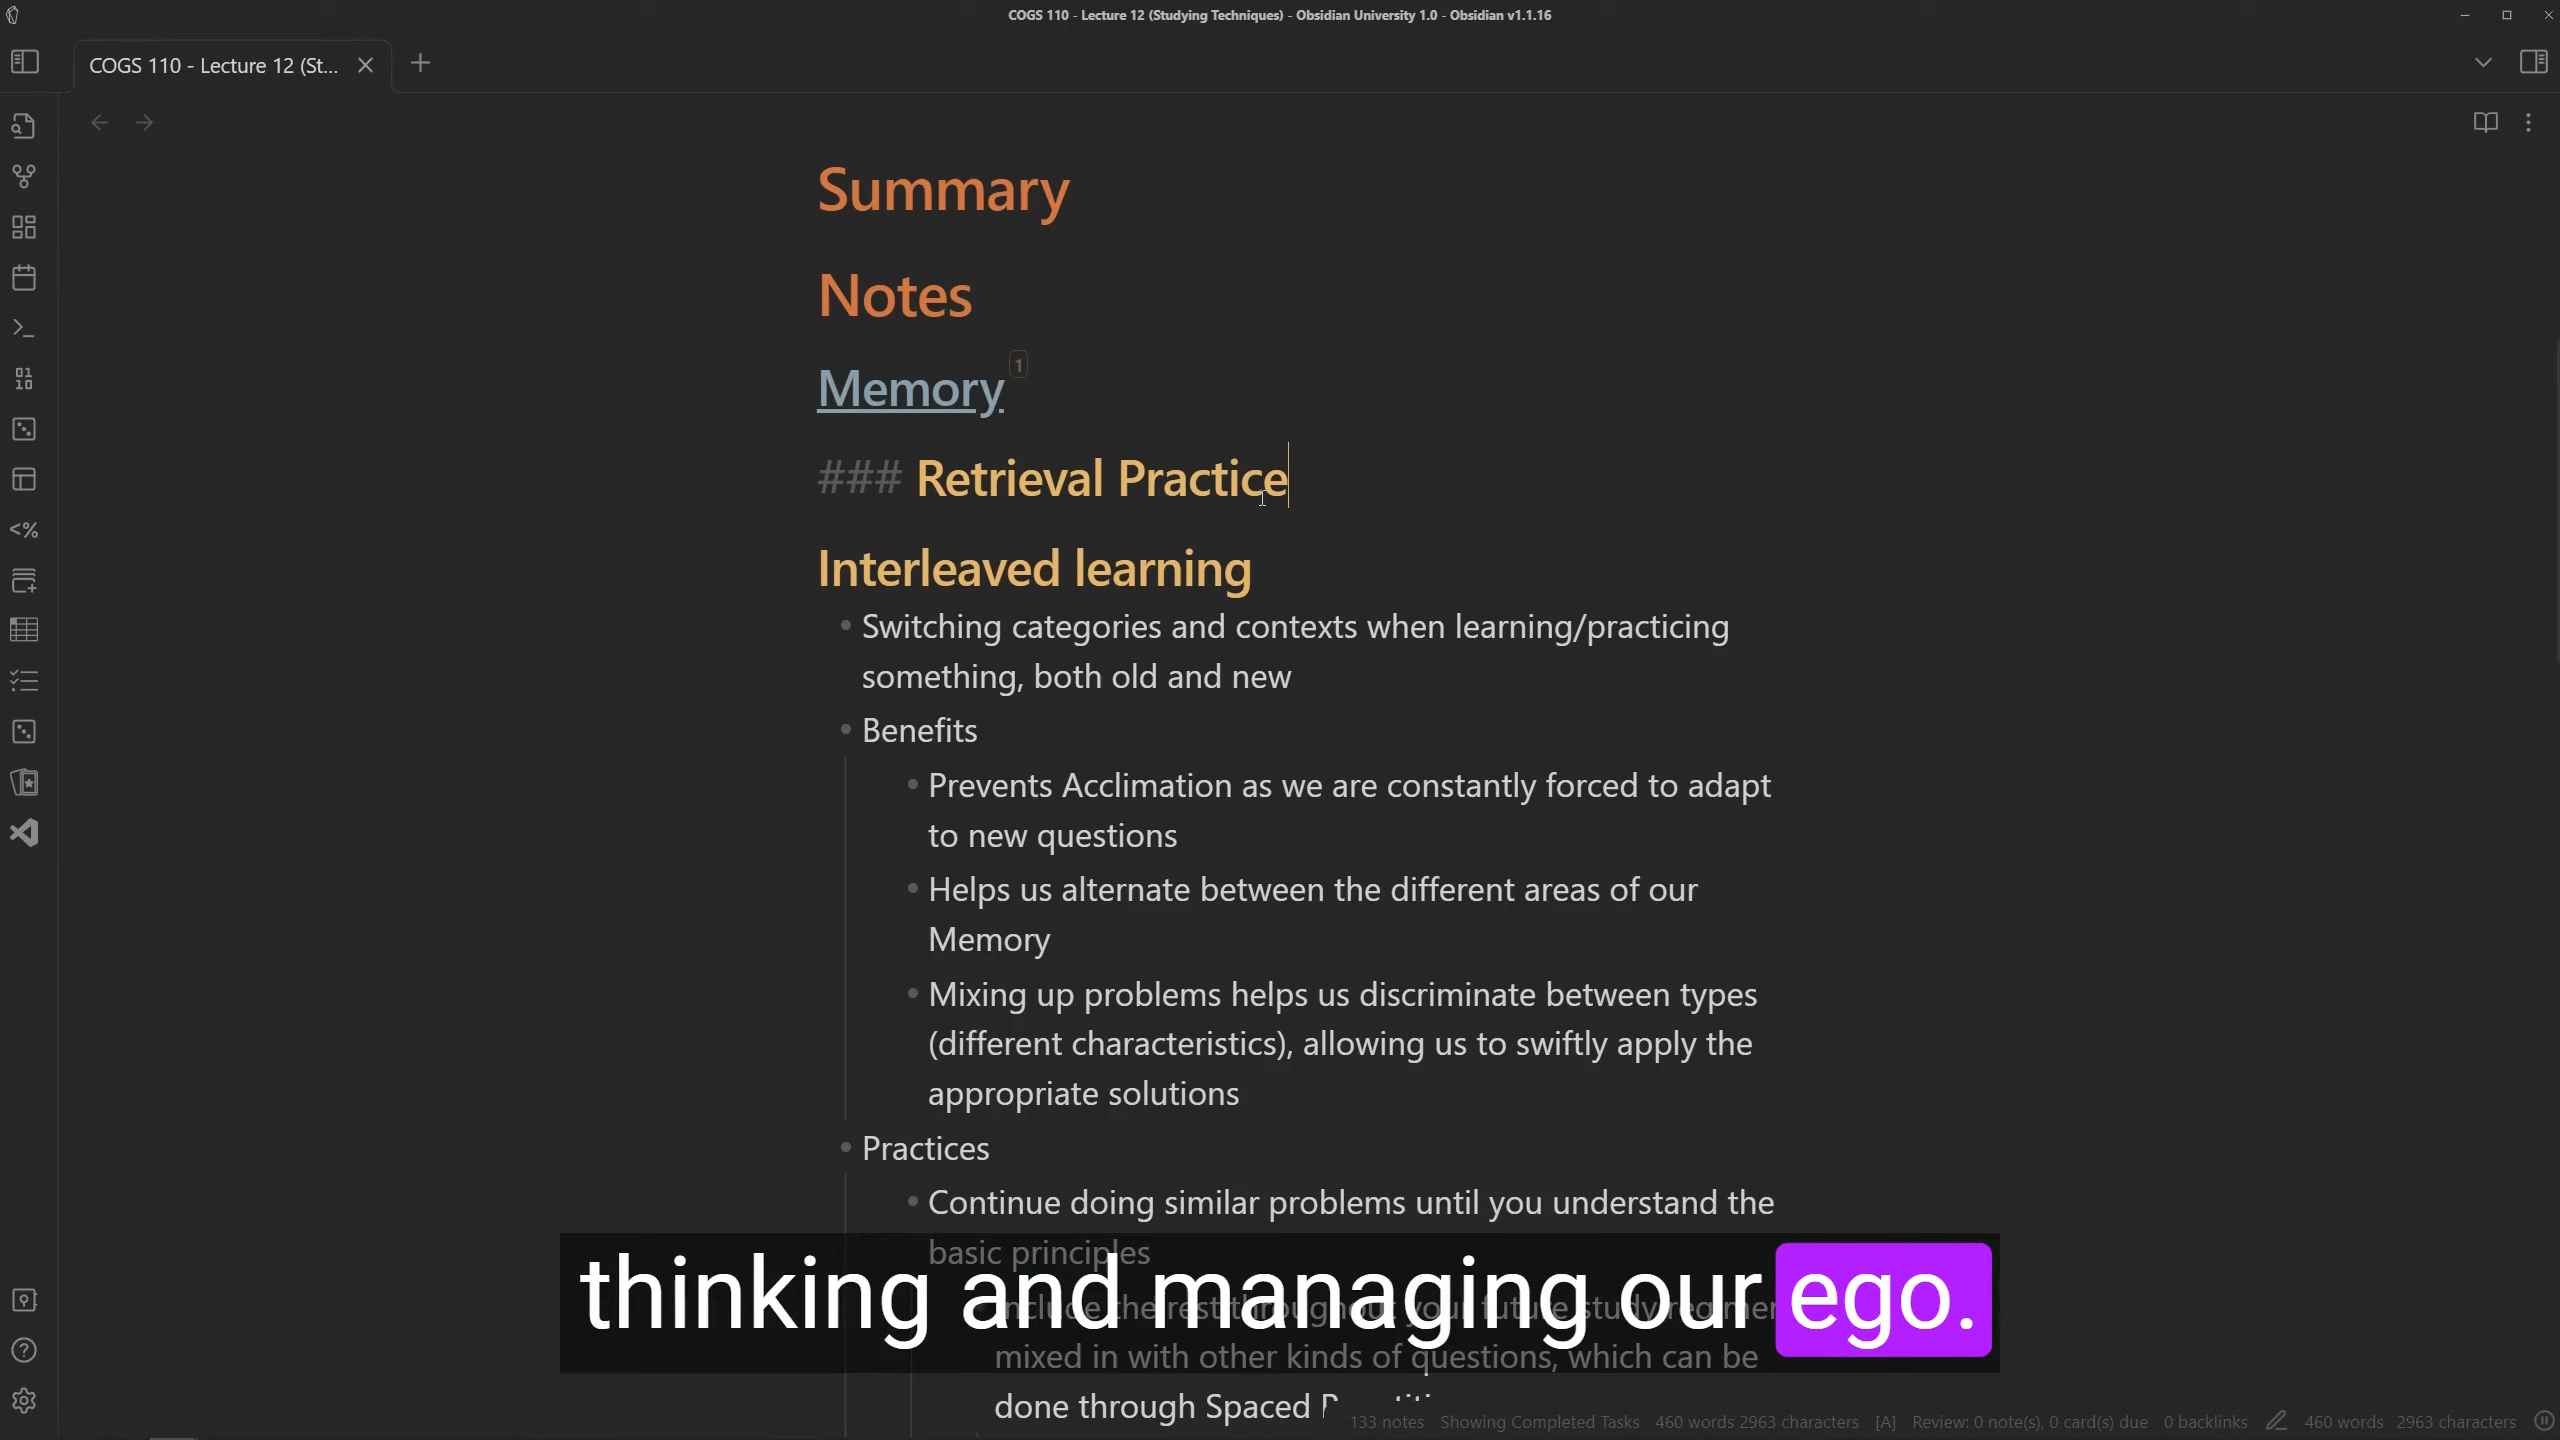 COGS 110 - Lecture 12 (Studying Techniques) - Obsidian University 1.0 - Obsidian v1.1.16
COGS 110 - Lecture 12 (St...
Summary
Notes
Memory 1
### Retrieval Practice
Interleaved learning
Switching categories and contexts when learning/practicing
something, both old and new
Benefits
Prevents Acclimation as we are constantly forced to adapt
to new questions
Helps us alternate between the different areas of our
Memory
Mixing up problems helps us discriminate between types
(different characteristics), allowing us to swiftly apply the
appropriate solutions
Practices
Continue doing similar problems until you understand the
basic principles
thinking and managing our ego.
the rest throughout your future study
mixed in with other kinds of questions, which can be
done through Spaced
133 notes Showing Completed Tasks 460 words 2963 characters [A] Review: 0 note(s), 0 card(s) due 0 backlinks 460 words 2963 characters